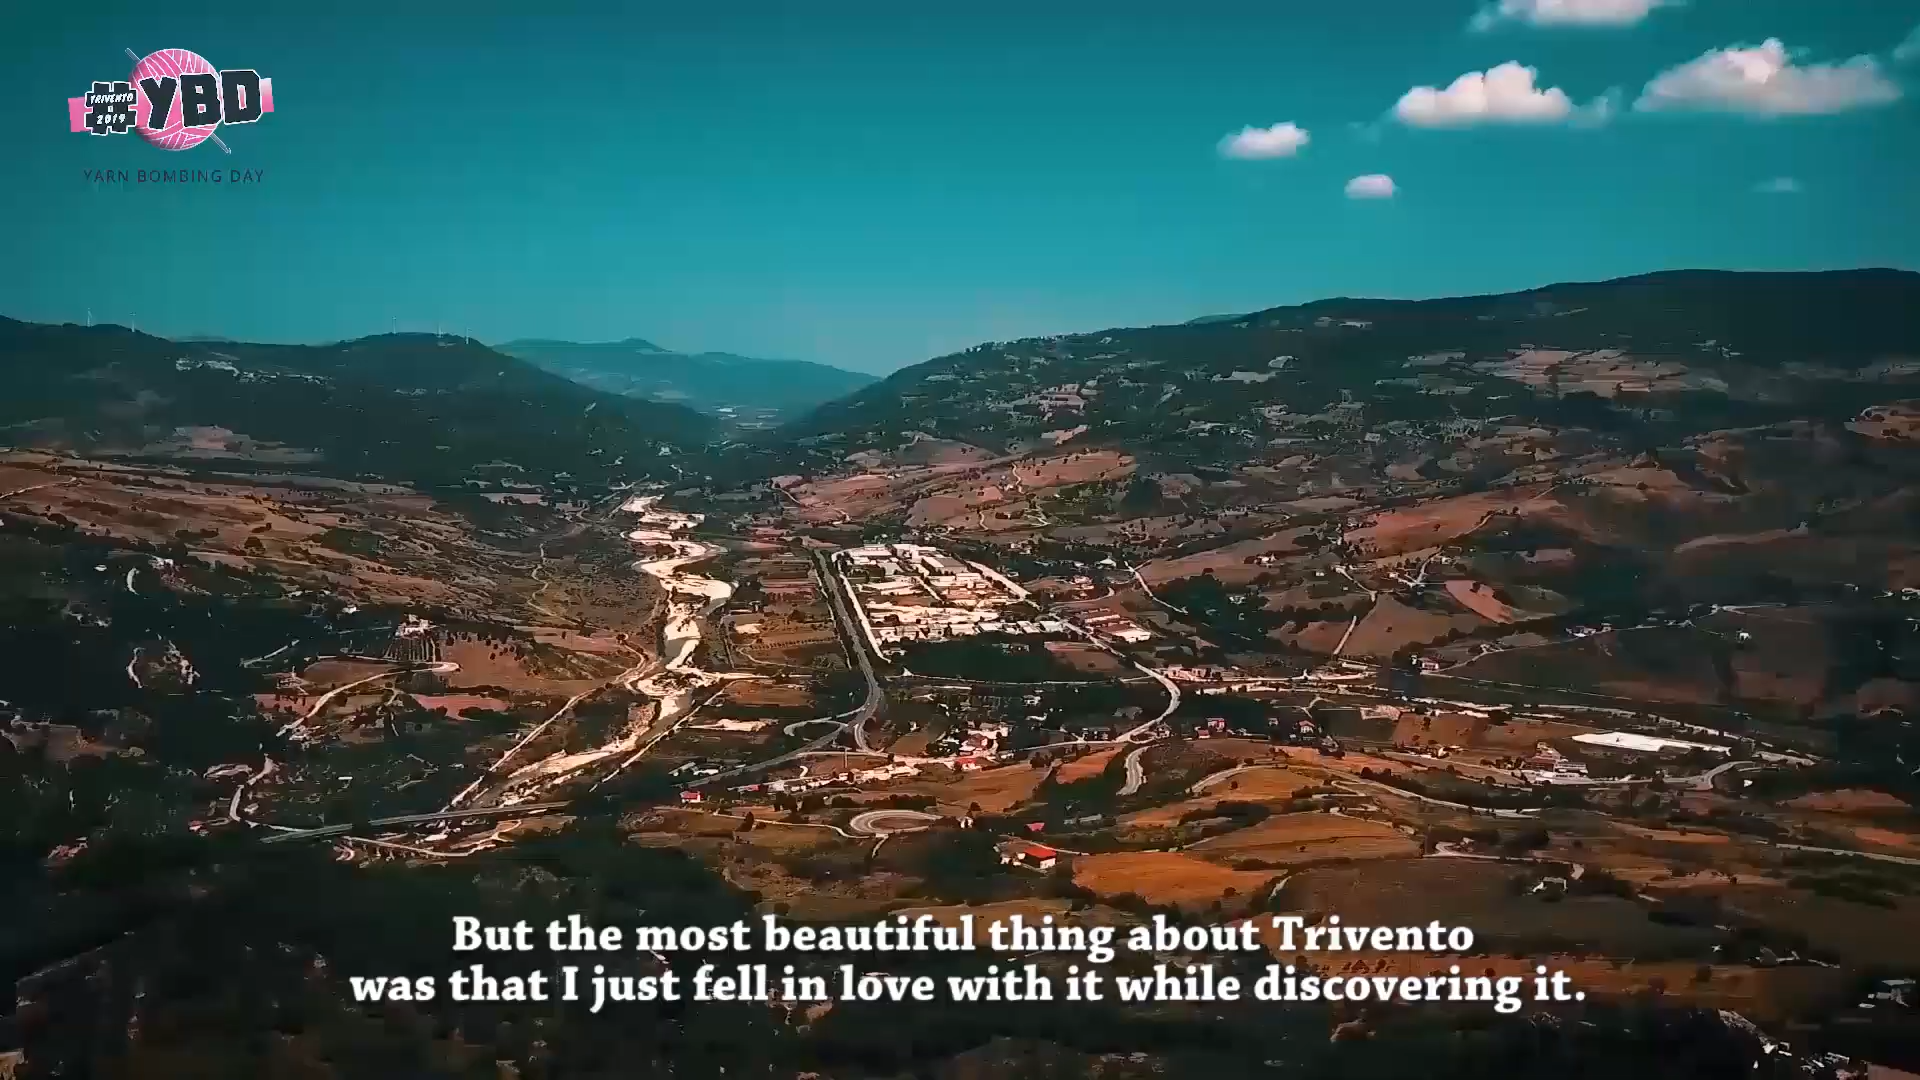 #YBD
TRIVENTO
2019
YARN BOMBING DAY
But the most beautiful thing about Trivento
was that I just fell in love with it while discovering it.